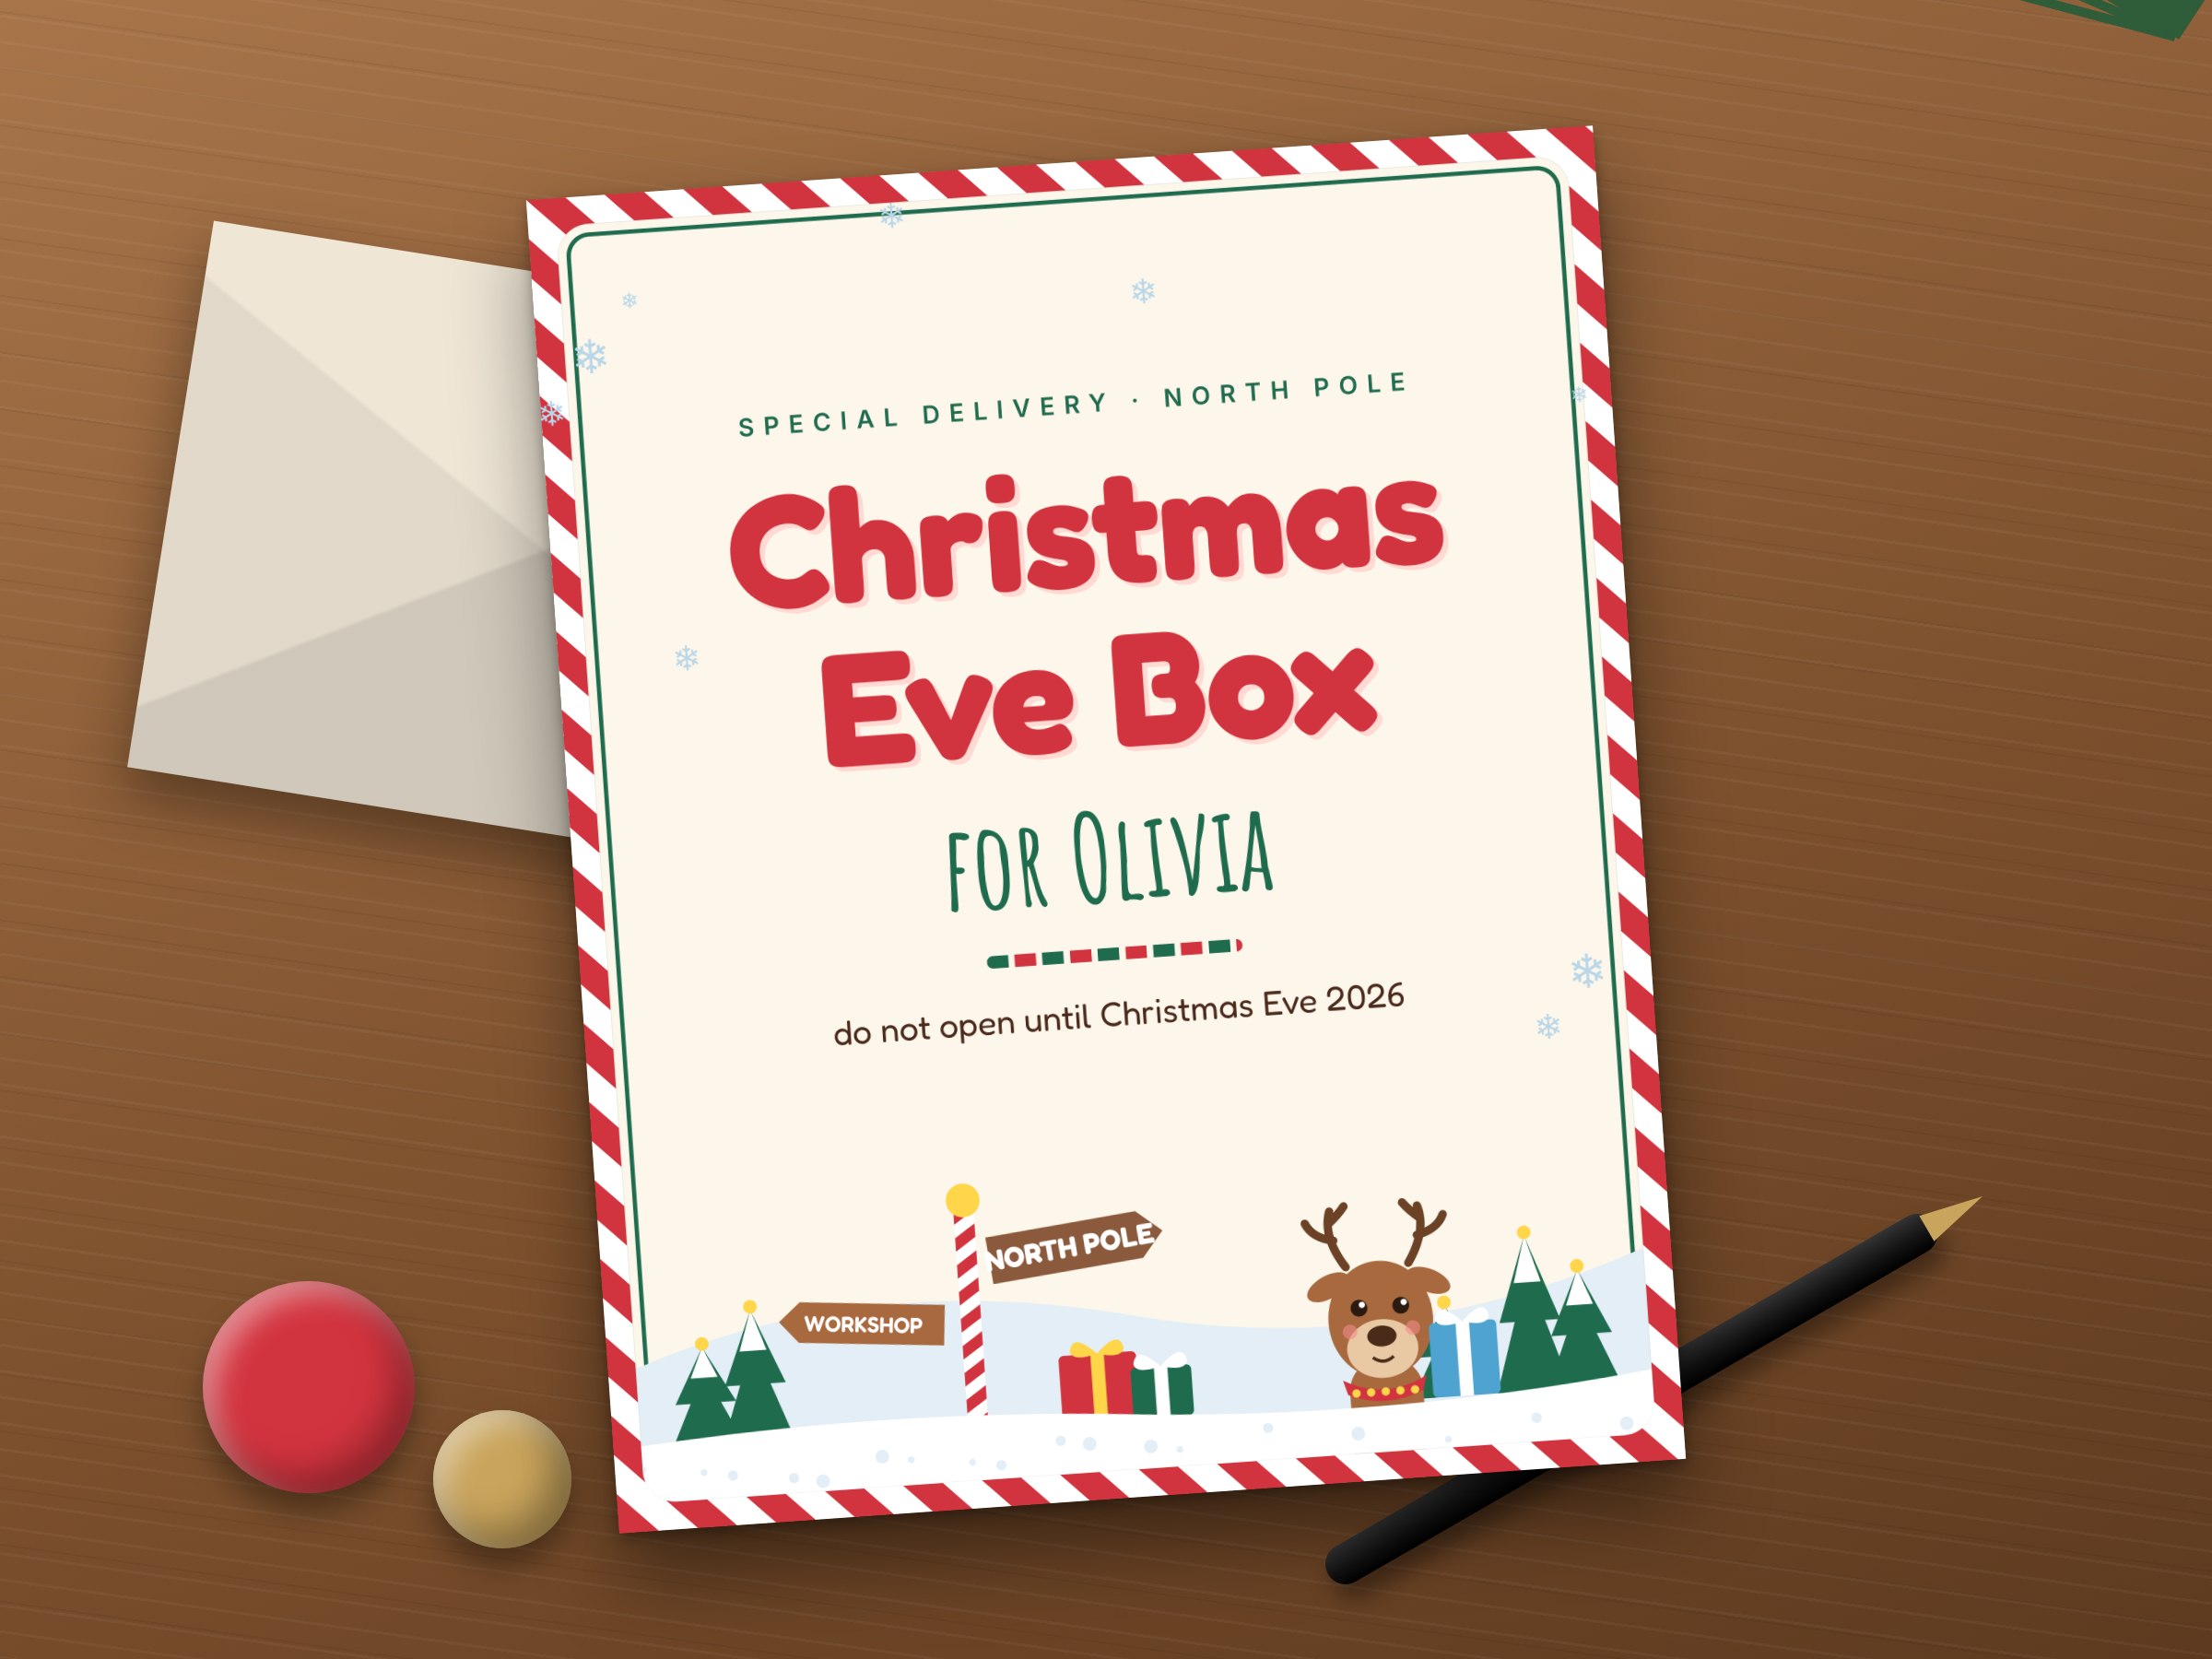 SPECIAL DELIVERY · NORTH POLE
Christmas
Eve Box
FOR OLIVIA
do not open until Christmas Eve 2026
NORTH POLE
WORKSHOP